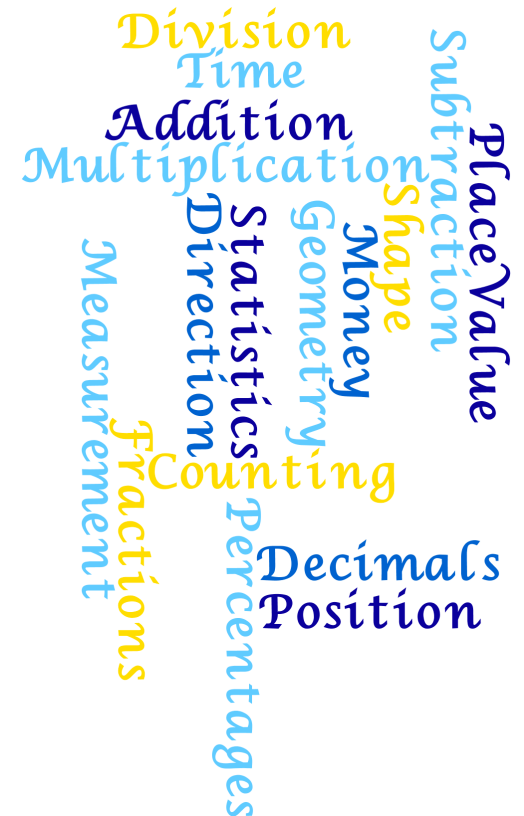 Division
Time
Addition
Multiplication
Subtraction
PlaceValue
Shape
Direction
Statistics
Geometry
Money
Measurement
Fractions
Counting
Percentages
Decimals
Position